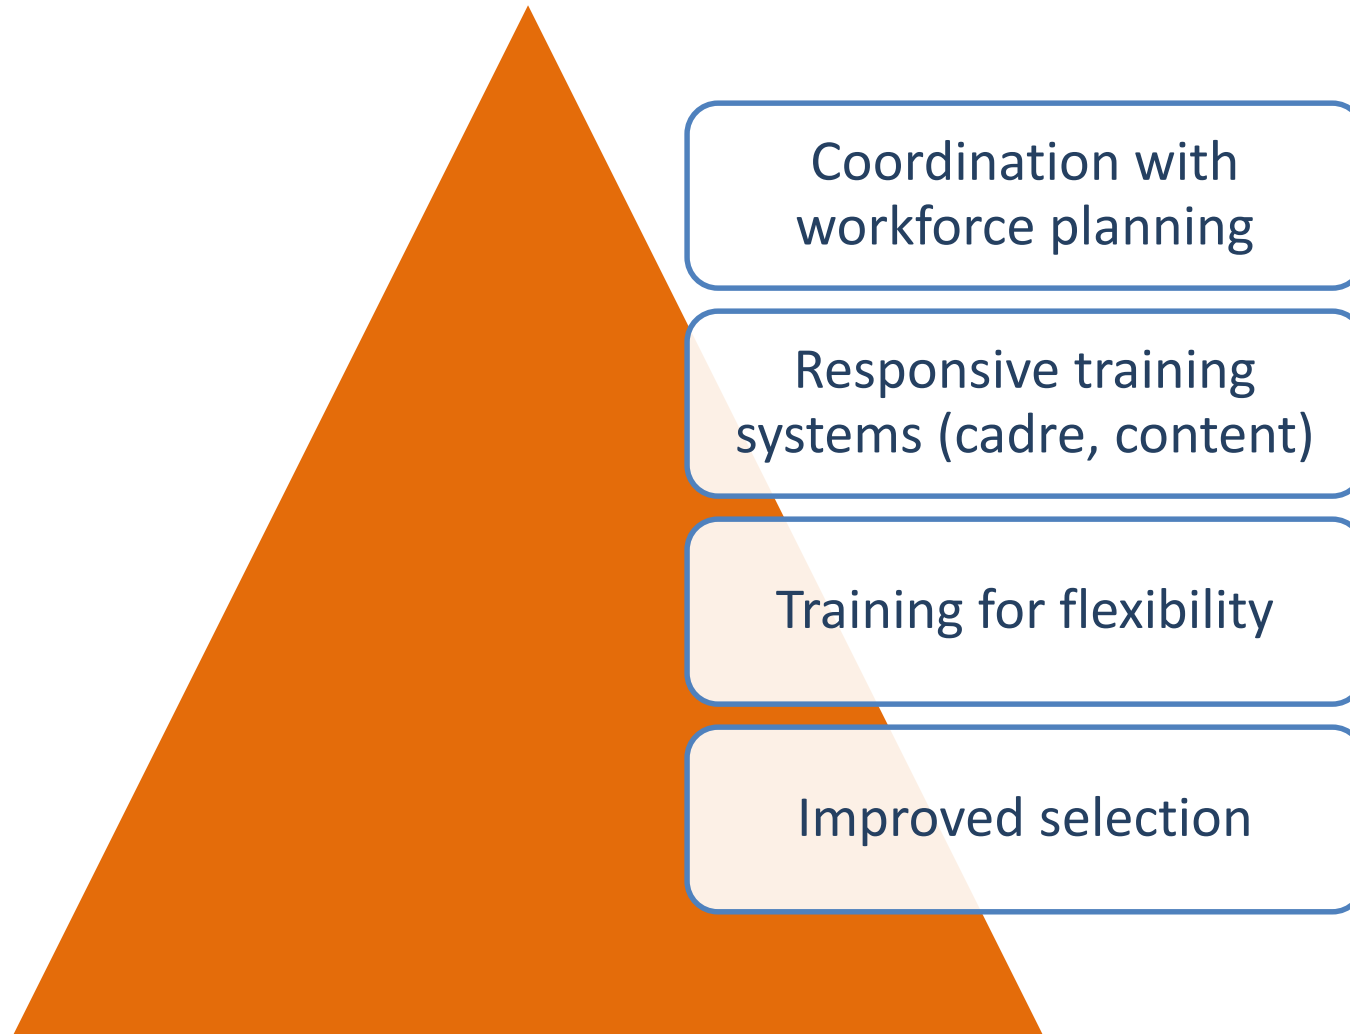 Coordination with
workforce planning
Responsive training
systems (cadre, content)
Training for flexibility
Improved selection